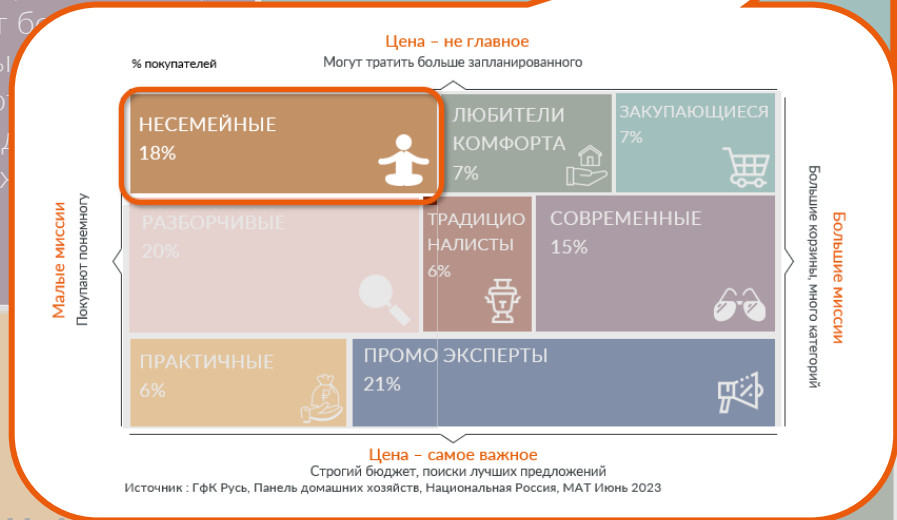 Цена – не главное
% покупателей
Могут тратить больше запланированного
НЕСЕМЕЙНЫЕ
18%
ЛЮБИТЕЛИ
КОМФОРТА
7%
ЗАКУПАЮЩИЕСЯ
7%
Малые миссии
Покупают понемногу
РАЗБОРЧИВЫЕ
20%
ТРАДИЦИО
НАЛИСТЫ
6%
СОВРЕМЕННЫЕ
15%
Большие миссии
Большие корзины, много категорий
ПРАКТИЧНЫЕ
6%
ПРОМО ЭКСПЕРТЫ
21%
Цена – самое важное
Строгий бюджет, поиски лучших предложений
Источник : ГфК Русь, Панель домашних хозяйств, Национальная Россия, МАТ Июнь 2023